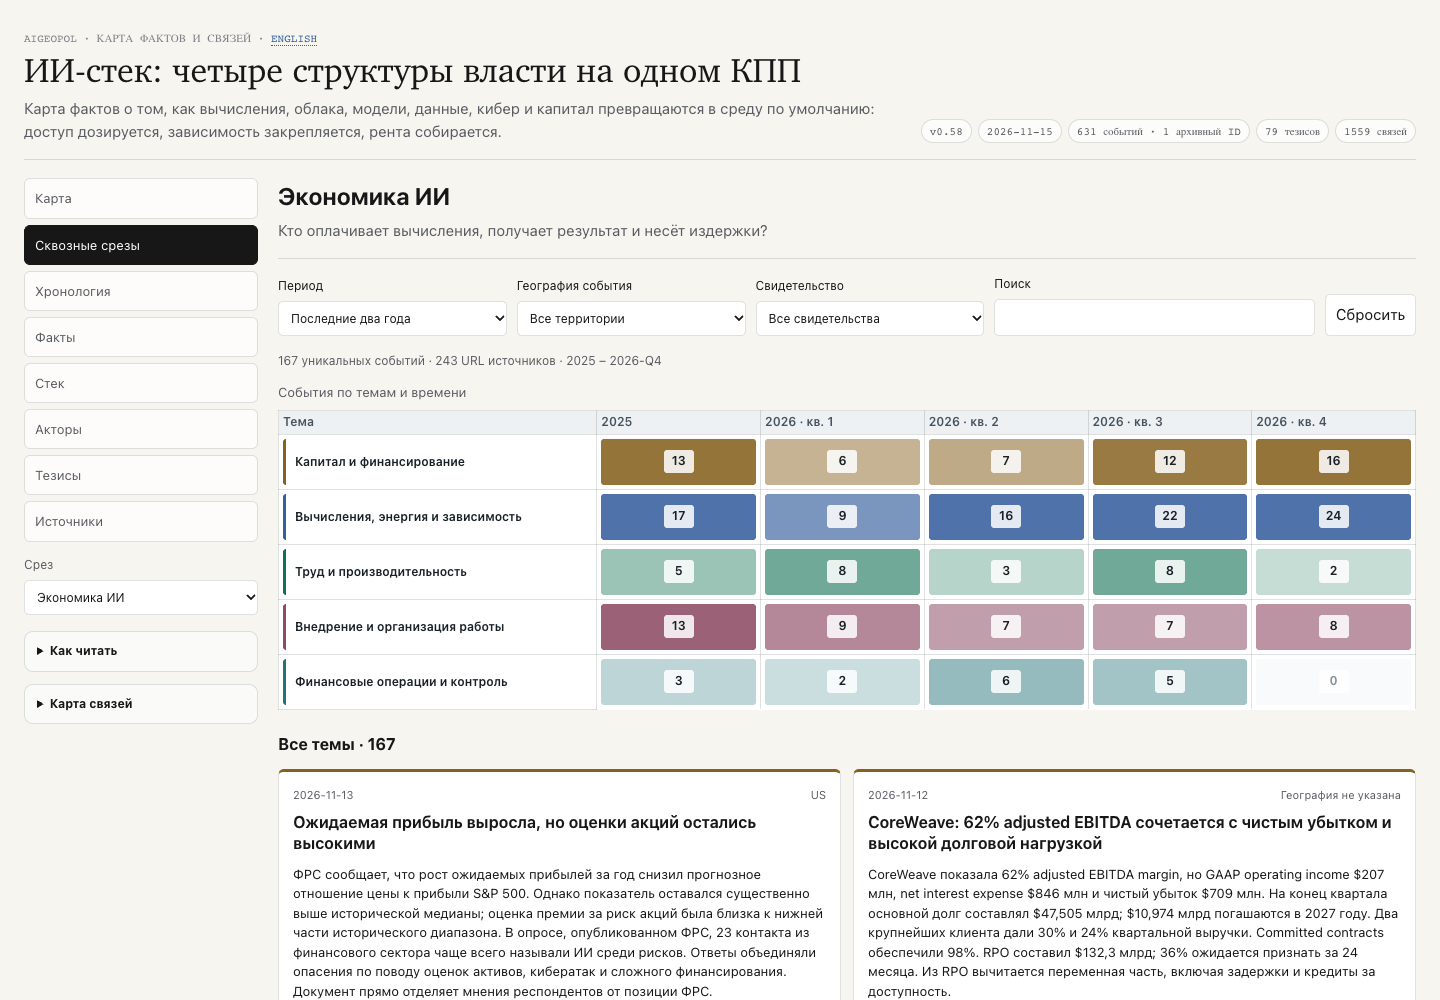 AIGEOPOL · КАРТА ФАКТОВ И СВЯЗЕЙ · ENGLISH
ИИ-стек: четыре структуры власти на одном КПП
Карта фактов о том, как вычисления, облака, модели, данные, кибер и капитал превращаются в среду по умолчанию:
доступ дозируется, зависимость закрепляется, рента собирается.
v0.58
2026-11-15
631 событий · 1 архивный ID
79 тезисов
1559 связей
Карта
Сквозные срезы
Хронология
Факты
Стек
Акторы
Тезисы
Источники
Срез
Экономика ИИ
▶ Как читать
▶ Карта связей
Экономика ИИ
Кто оплачивает вычисления, получает результат и несёт издержки?
Период
География события
Свидетельство
Поиск
Последние два года
Все территории
Все свидетельства
Сбросить
167 уникальных событий · 243 URL источников · 2025 – 2026-Q4
События по темам и времени
Тема 2025 2026 · кв. 1 2026 · кв. 2 2026 · кв. 3 2026 · кв. 4
Капитал и финансирование 13 6 7 12 16
Вычисления, энергия и зависимость 17 9 16 22 24
Труд и производительность 5 8 3 8 2
Внедрение и организация работы 13 9 7 7 8
Финансовые операции и контроль 3 2 6 5 0
Все темы · 167
2026-11-13 US
Ожидаемая прибыль выросла, но оценки акций остались
высокими
ФРС сообщает, что рост ожидаемых прибылей за год снизил прогнозное
отношение цены к прибыли S&P 500. Однако показатель оставался существенно
выше исторической медианы; оценка премии за риск акций была близка к нижней
части исторического диапазона. В опросе, опубликованном ФРС, 23 контакта из
финансового сектора чаще всего называли ИИ среди рисков. Ответы объединяли
опасения по поводу оценок активов, кибератак и сложного финансирования.
Документ прямо отделяет мнения респондентов от позиции ФРС.
2026-11-12 География не указана
CoreWeave: 62% adjusted EBITDA сочетается с чистым убытком и
высокой долговой нагрузкой
CoreWeave показала 62% adjusted EBITDA margin, но GAAP operating income $207
млн, net interest expense $846 млн и чистый убыток $709 млн. На конец квартала
основной долг составлял $47,505 млрд; $10,974 млрд погашаются в 2027 году. Два
крупнейших клиента дали 30% и 24% квартальной выручки. Committed contracts
обеспечили 98%. RPO составил $132,3 млрд; 36% ожидается признать за 24
месяца. Из RPO вычитается переменная часть, включая задержки и кредиты за
доступность.